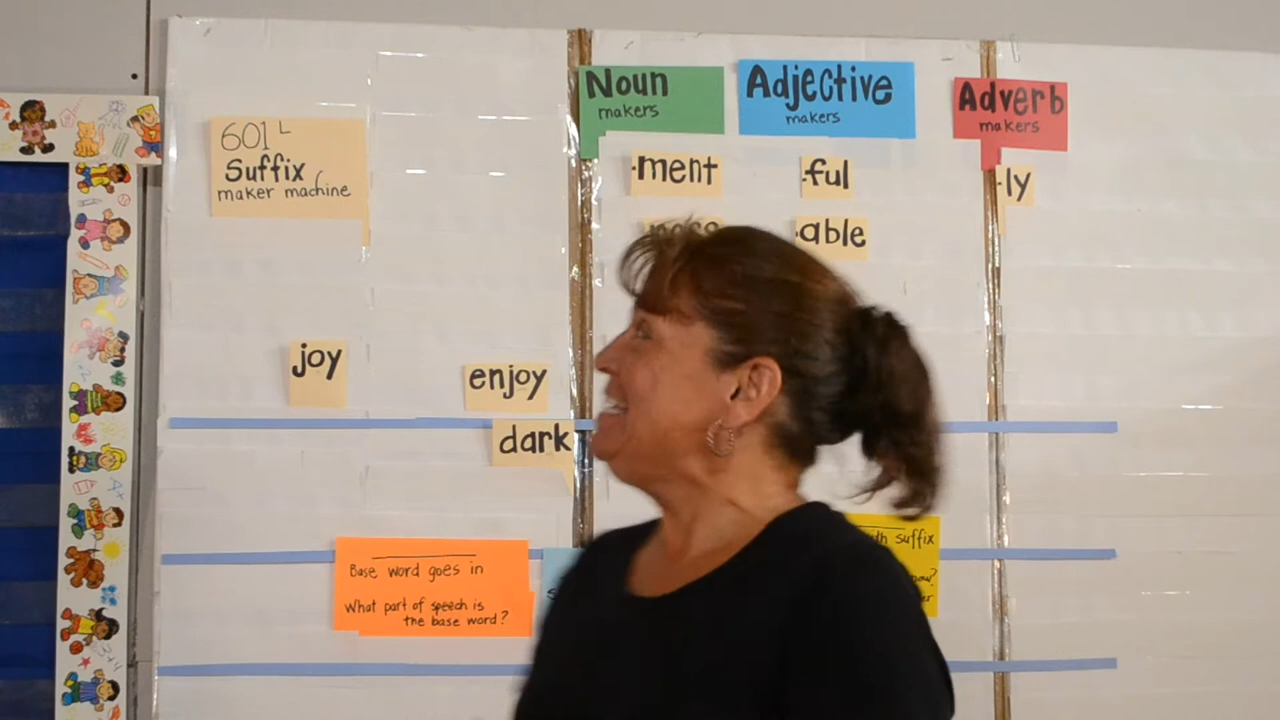 601 L
Suffix
maker machine
Noun
makers
Adjective
makers
Adverb
makers
-ment
-ful
-ly
-able
joy
enjoy
dark
Base word goes in
What part of speech is
the base word?
suffix